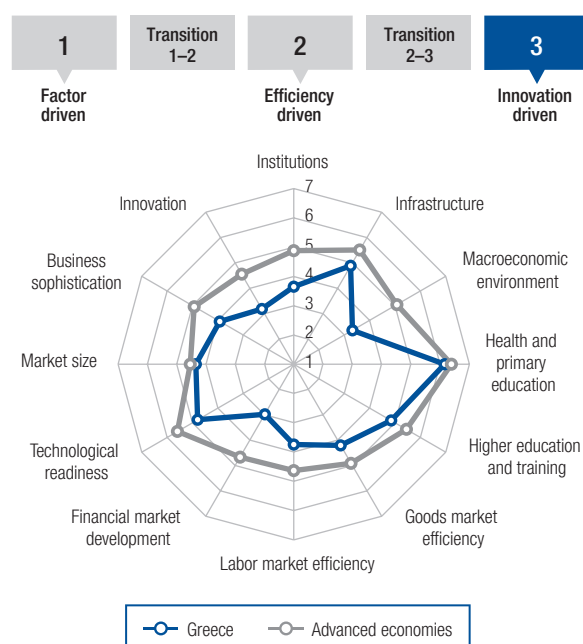 1
Transition
1–2
2
Transition
2–3
3
Factor
driven
Efficiency
driven
Innovation
driven
Institutions
7
6
5
4
3
2
1
Innovation
Infrastructure
Business
sophistication
Macroeconomic
environment
Market size
Health and
primary
education
Technological
readiness
Higher education
and training
Financial market
development
Goods market
efficiency
Labor market efficiency
Greece
Advanced economies